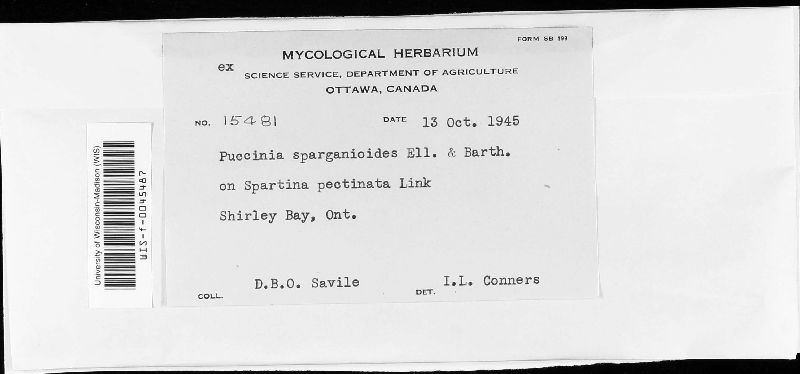 FORM SB 199
MYCOLOGICAL HERBARIUM
ex
SCIENCE SERVICE, DEPARTMENT OF AGRICULTURE
OTTAWA, CANADA
NO. 15481 DATE 13 Oct. 1945
Puccinia sparganioides Ell. & Barth.
on Spartina pectinata Link
Shirley Bay, Ont.
COLL. D.B.O. Savile DET. I.L. Conners
University of Wisconsin-Madison (WIS)
WIS-f-0045487